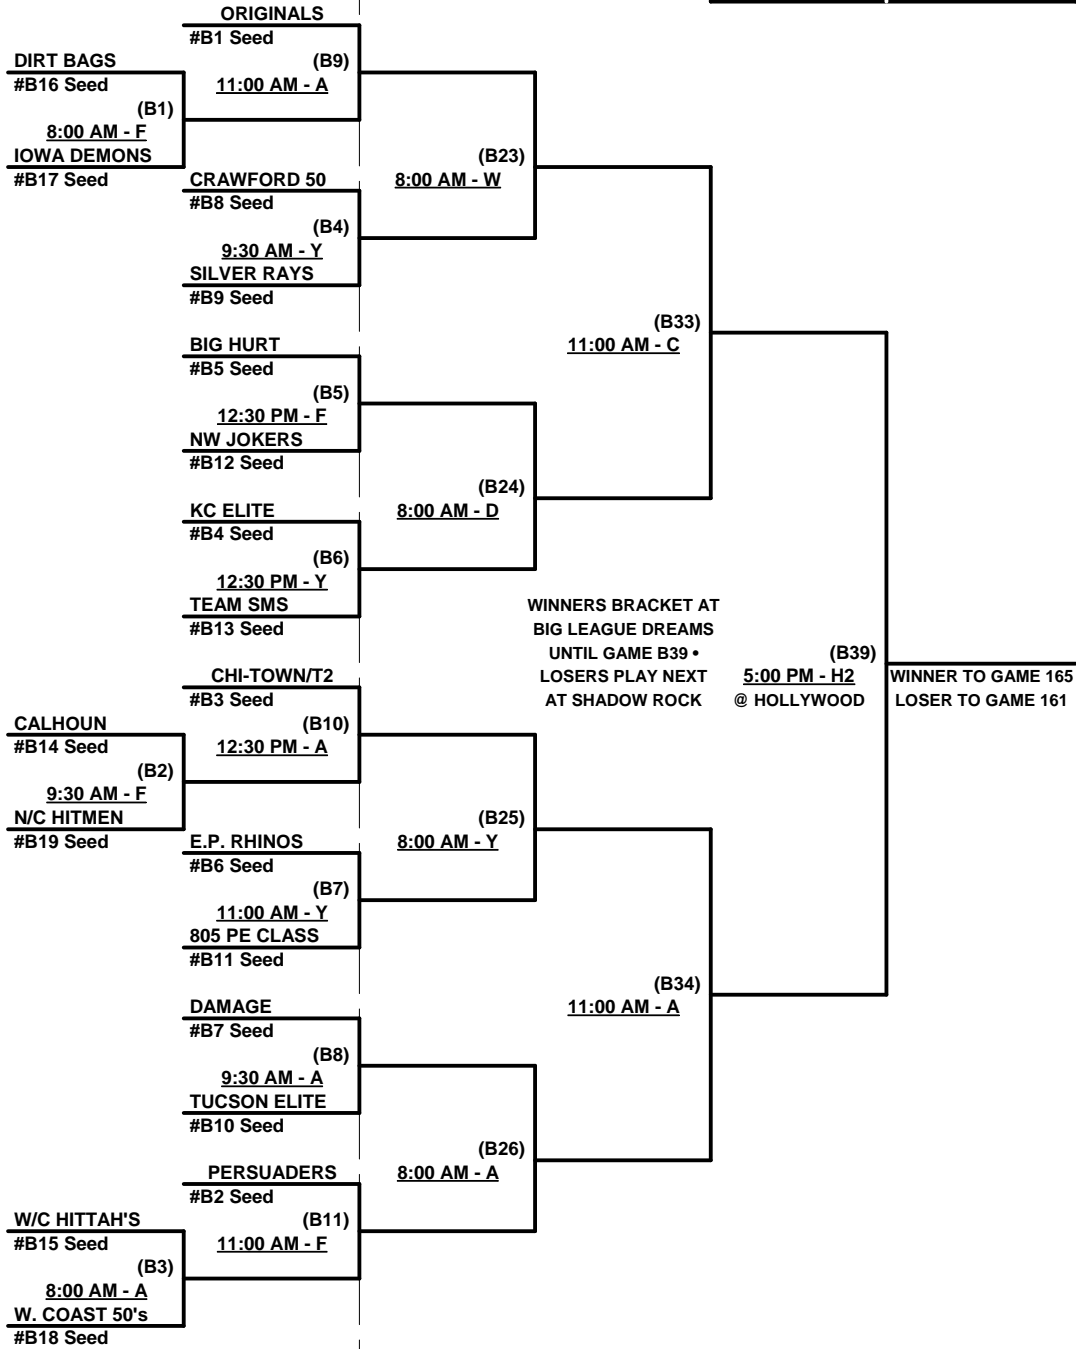 ORIGINALS
#B1 Seed
DIRT BAGS
(B9)
#B16 Seed
11:00 AM - A
(B1)
8:00 AM - F
IOWA DEMONS
(B23)
#B17 Seed
CRAWFORD 50
8:00 AM - W
#B8 Seed
(B4)
9:30 AM - Y
SILVER RAYS
#B9 Seed
(B33)
BIG HURT
11:00 AM - C
#B5 Seed
(B5)
12:30 PM - F
NW JOKERS
#B12 Seed
(B24)
KC ELITE
8:00 AM - D
#B4 Seed
(B6)
12:30 PM - Y
TEAM SMS
#B13 Seed
WINNERS BRACKET AT
BIG LEAGUE DREAMS
UNTIL GAME B39 •
LOSERS PLAY NEXT
AT SHADOW ROCK
(B39)
5:00 PM - H2
@ HOLLYWOOD
WINNER TO GAME 165
LOSER TO GAME 161
CHI-TOWN/T2
#B3 Seed
CALHOUN
(B10)
#B14 Seed
12:30 PM - A
(B2)
9:30 AM - F
N/C HITMEN
(B25)
#B19 Seed
E.P. RHINOS
8:00 AM - Y
#B6 Seed
(B7)
11:00 AM - Y
805 PE CLASS
#B11 Seed
(B34)
DAMAGE
11:00 AM - A
#B7 Seed
(B8)
9:30 AM - A
TUCSON ELITE
#B10 Seed
(B26)
PERSUADERS
8:00 AM - A
#B2 Seed
W/C HITTAH'S
(B11)
#B15 Seed
11:00 AM - F
(B3)
8:00 AM - A
W. COAST 50's
#B18 Seed